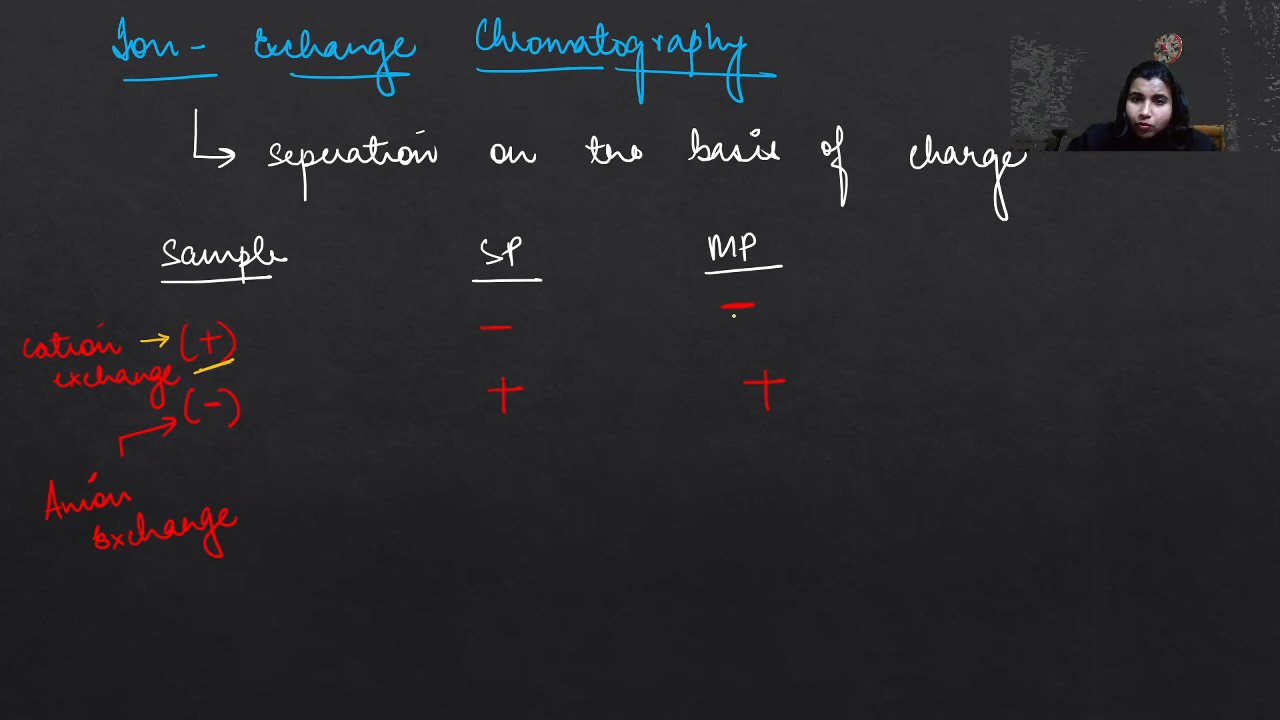 Ion- Exchange Chromatography
↳ seperation on the basis of charge
Sample SP MP
−
cation → (+) −
exchange
(-) + +
Anion
Exchange